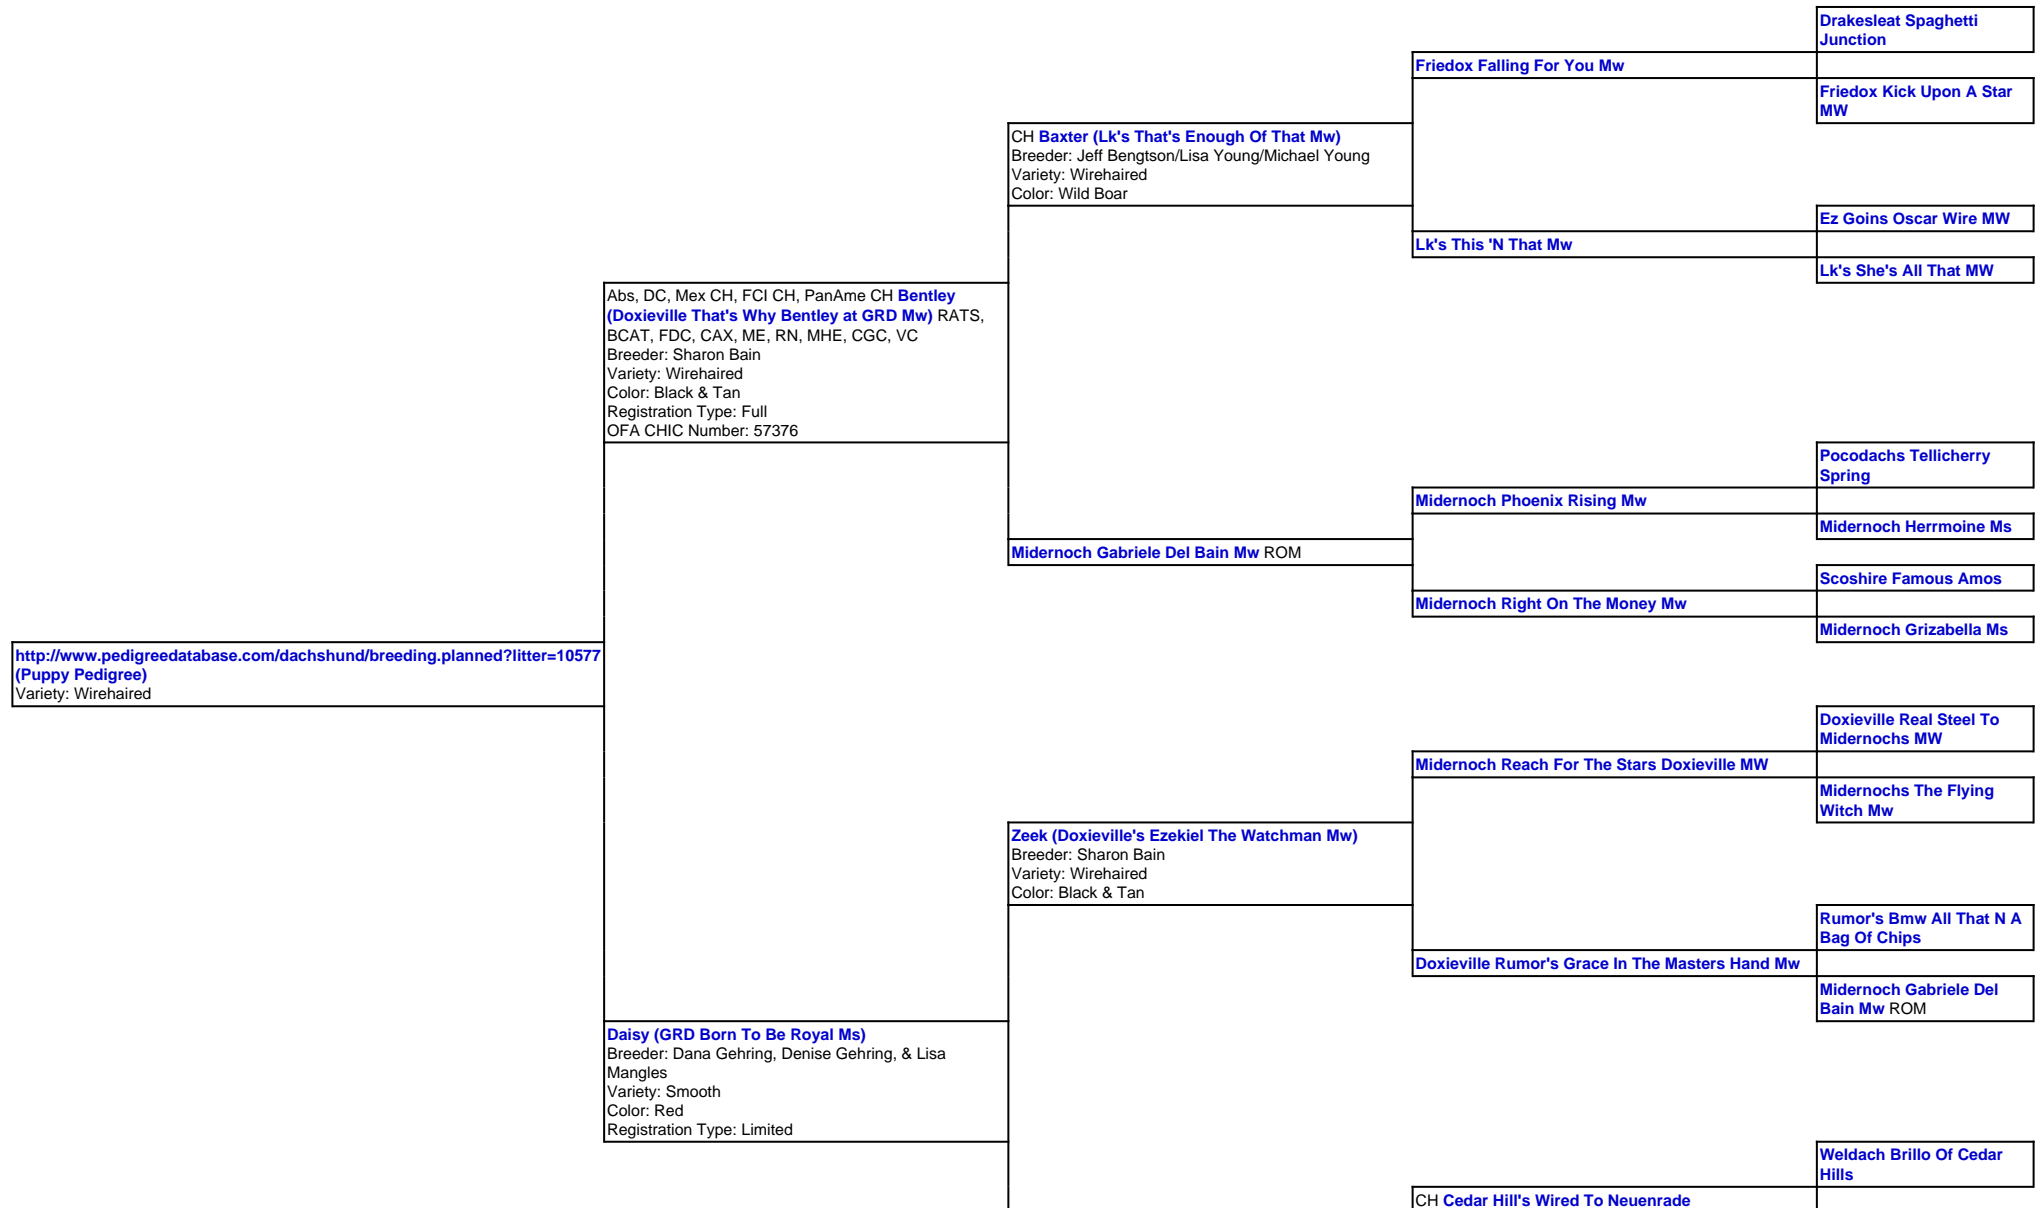 Drakesleat Spaghetti
Junction
Friedox Falling For You Mw
Friedox Kick Upon A Star
MW
CH Baxter (Lk's That's Enough Of That Mw)
Breeder: Jeff Bengtson/Lisa Young/Michael Young
Variety: Wirehaired
Color: Wild Boar
Ez Goins Oscar Wire MW
Lk's This 'N That Mw
Lk's She's All That MW
Abs, DC, Mex CH, FCI CH, PanAme CH Bentley
(Doxieville That's Why Bentley at GRD Mw) RATS,
BCAT, FDC, CAX, ME, RN, MHE, CGC, VC
Breeder: Sharon Bain
Variety: Wirehaired
Color: Black & Tan
Registration Type: Full
OFA CHIC Number: 57376
Pocodachs Tellicherry
Spring
Midernoch Phoenix Rising Mw
Midernoch Herrmoine Ms
Midernoch Gabriele Del Bain Mw ROM
Scoshire Famous Amos
Midernoch Right On The Money Mw
Midernoch Grizabella Ms
http://www.pedigreedatabase.com/dachshund/breeding.planned?litter=10577
(Puppy Pedigree)
Variety: Wirehaired
Doxieville Real Steel To
Midernochs MW
Midernoch Reach For The Stars Doxieville MW
Midernochs The Flying
Witch Mw
Zeek (Doxieville's Ezekiel The Watchman Mw)
Breeder: Sharon Bain
Variety: Wirehaired
Color: Black & Tan
Rumor's Bmw All That N A
Bag Of Chips
Doxieville Rumor's Grace In The Masters Hand Mw
Midernoch Gabriele Del
Bain Mw ROM
Daisy (GRD Born To Be Royal Ms)
Breeder: Dana Gehring, Denise Gehring, & Lisa
Mangles
Variety: Smooth
Color: Red
Registration Type: Limited
Weldach Brillo Of Cedar
Hills
CH Cedar Hill's Wired To Neuenrade